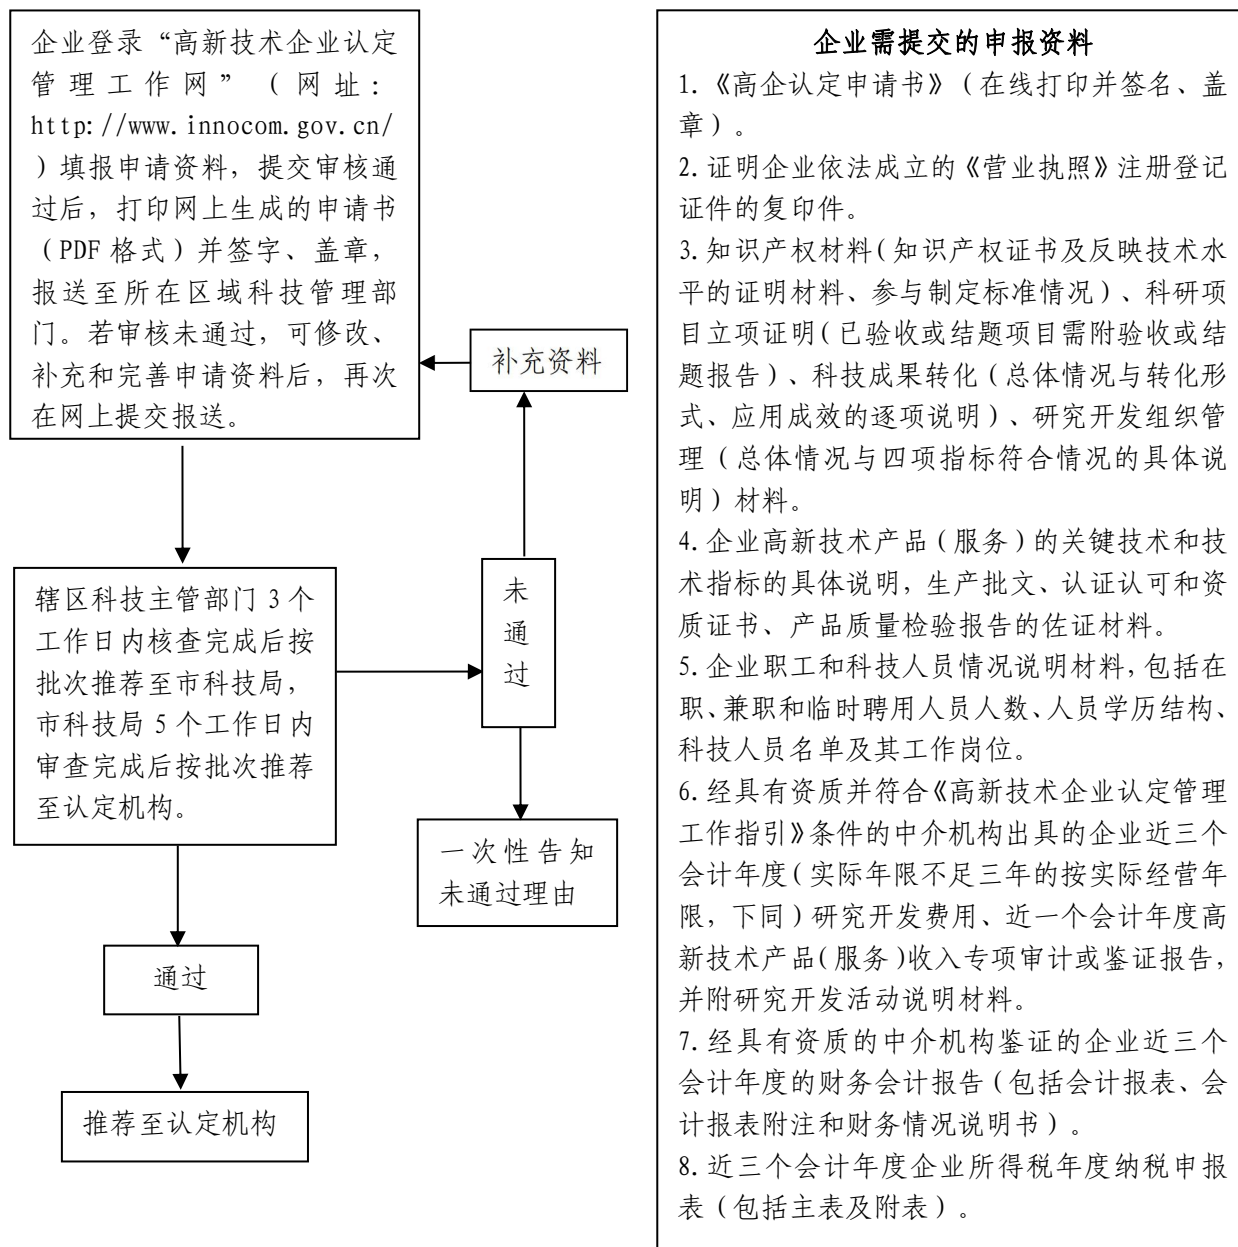 企业登录“高新技术企业认定
管理工作网”（网址：
http://www.innocom.gov.cn/
）填报申请资料，提交审核通
过后，打印网上生成的申请书
（PDF 格式）并签字、盖章，
报送至所在区域科技管理部
门。若审核未通过，可修改、
补充和完善申请资料后，再次
在网上提交报送。
补充资料
未
通
过
辖区科技主管部门 3 个
工作日内核查完成后按
批次推荐至市科技局，
市科技局 5 个工作日内
审查完成后按批次推荐
至认定机构。
一次性告知
未通过理由
通过
推荐至认定机构
企业需提交的申报资料
1.《高企认定申请书》（在线打印并签名、盖
章）。
2.证明企业依法成立的《营业执照》注册登记
证件的复印件。
3.知识产权材料（知识产权证书及反映技术水
平的证明材料、参与制定标准情况）、科研项
目立项证明（已验收或结题项目需附验收或结
题报告）、科技成果转化（总体情况与转化形
式、应用成效的逐项说明）、研究开发组织管
理（总体情况与四项指标符合情况的具体说
明）材料。
4.企业高新技术产品（服务）的关键技术和技
术指标的具体说明，生产批文、认证认可和资
质证书、产品质量检验报告的佐证材料。
5.企业职工和科技人员情况说明材料，包括在
职、兼职和临时聘用人员人数、人员学历结构、
科技人员名单及其工作岗位。
6.经具有资质并符合《高新技术企业认定管理
工作指引》条件的中介机构出具的企业近三个
会计年度（实际年限不足三年的按实际经营年
限，下同）研究开发费用、近一个会计年度高
新技术产品（服务）收入专项审计或鉴证报告，
并附研究开发活动说明材料。
7.经具有资质的中介机构鉴证的企业近三个
会计年度的财务会计报告（包括会计报表、会
计报表附注和财务情况说明书）。
8.近三个会计年度企业所得税年度纳税申报
表（包括主表及附表）。